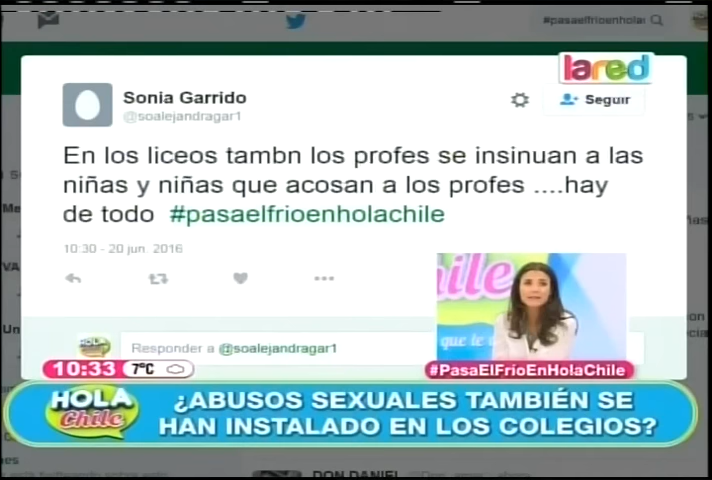 #pasaelfrioenholac
lared
Sonia Garrido
@soalejandragar1
Seguir
En los liceos tambn los profes se insinuan a las
niñas y niñas que acosan a los profes ....hay
de todo #pasaelfrioenholachile
10:30 - 20 jun. 2016
Responder a @soalejandragar1
10:33 7°C
#PasaElFrioEnHolaChile
HOLA
Chile
¿ABUSOS SEXUALES TAMBIÉN SE
HAN INSTALADO EN LOS COLEGIOS?
DON DANIEL